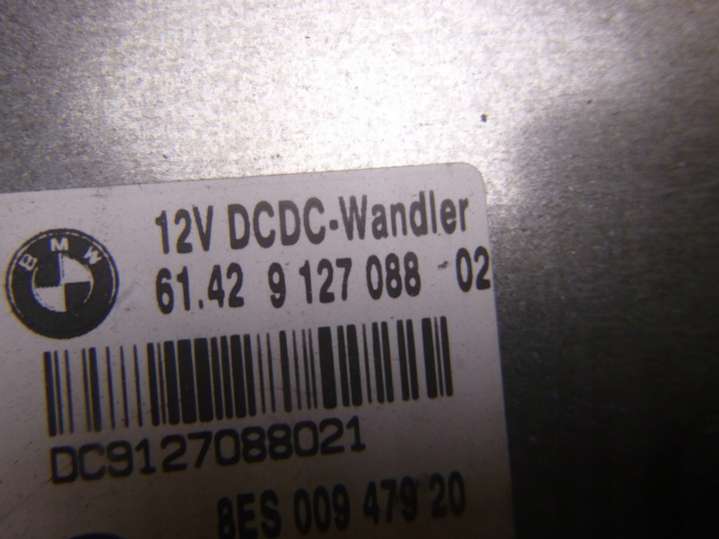 BMW
12V DCDC-Wandler
61.42 9 127 088 02
DC9127088021
8ES 009 479 20